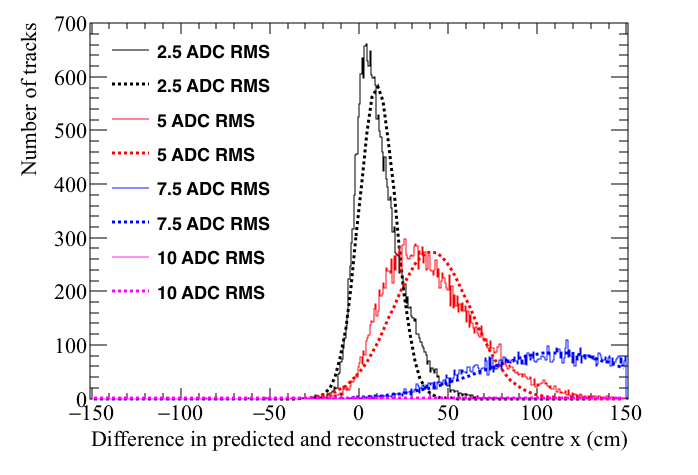 700
600
500
400
300
200
100
0
Number of tracks
2.5 ADC RMS
2.5 ADC RMS
5 ADC RMS
5 ADC RMS
7.5 ADC RMS
7.5 ADC RMS
10 ADC RMS
10 ADC RMS
−150 −100 −50 0 50 100 150
Difference in predicted and reconstructed track centre x (cm)